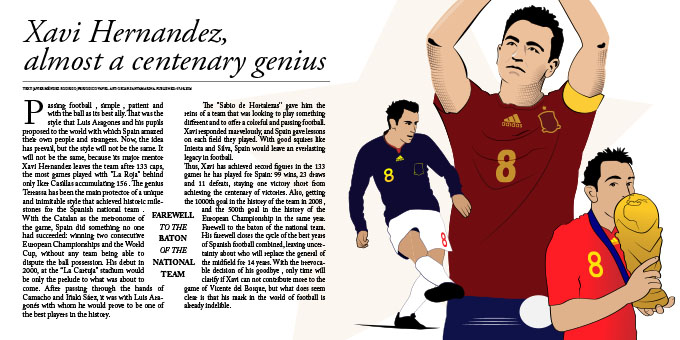 Xavi Hernandez,
almost a centenary genius
Passing football , simple , patient and
with the ball as its best ally. That was the
style that Luis Aragones and his pupils
proposed to the world with which Spain amazed
their own people and strangers. Now, the idea
has prevail, but the style will not be the same. It
will not be the same, because its major mentor
Xavi Hernandez leaves the team after 133 caps,
the most games played with "La Roja" behind
only Iker Casillas accumulating 156 . The genius
Terrassa has been the main protector of a unique
and inimitable style that achieved historic mile-
stones for the Spanish national team .
With the Catalan as the metronome of
the game, Spain did something no one
had succeeded: winning two consecutive
European Championships and the World
Cup, without any team being able to
dispute the ball possession. His debut in
2000, at the "La Cartuja" stadium would
be only the prelude to what was about to
come. After passing through the hands of
Camacho and Iñaki Sáez, it was with Luis Ara-
gonés with whom he would prove to be one of
the best players in the history.
FAREWELL
TO THE
BATON
OF THE
NATIONAL
TEAM
The "Sabio de Hortaleza" gave him the
reins of a team that was looking to play something
different and to offer a colorful and passing football.
Xavi responded marvelously, and Spain gave lessons
on each field they played. With good squires like
Iniesta and Silva, Spain would leave an everlasting
legacy in football.
Thus, Xavi has achieved record figures in the 133
games he has played for Spain: 99 wins, 23 draws
and 11 defeats, staying one victory short from
achieving the centenary of victories. Also, getting
the 1000th goal in the history of the team in 2008 ,
and the 500th goal in the history of the
European Championship in the same year.
Farewell to the baton of the national team.
His farewell closes the cycle of the best years
of Spanish football combined, leaving uncer-
tainty about who will replace the general of
the midfield for 14 years. With the irrevoca-
ble decision of his goodbye , only time will
clarify if Xavi can not contribute more to the
game of Vicente del Bosque, but what does seem
clear is that his mark in the world of football is
already indelible.
adidas
8
8
8
8